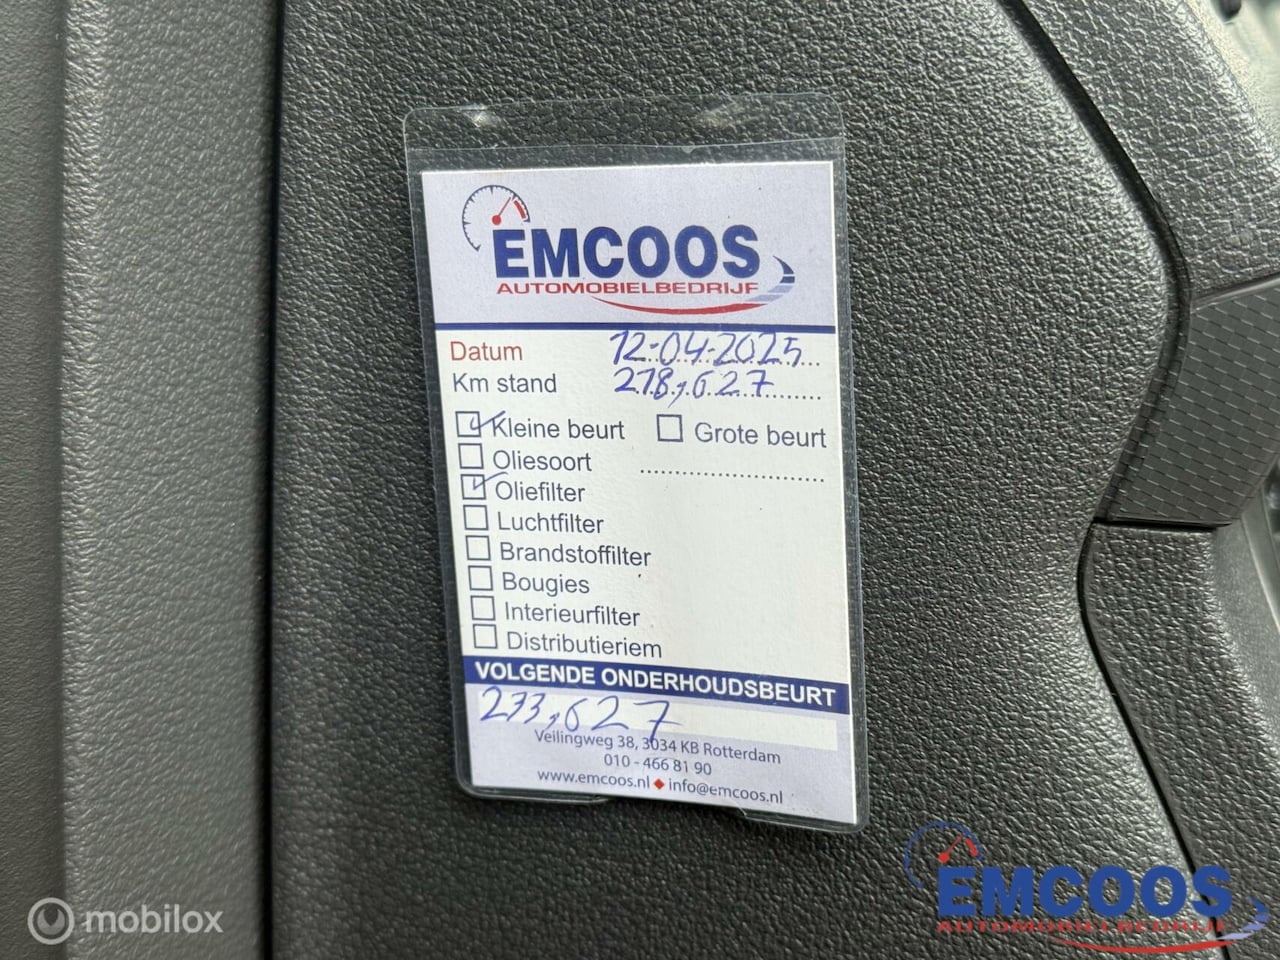 EMCOOS
AUTOMOBIELBEDRIJF
Datum 12-04-2025
Km stand 218,627
Kleine beurt Grote beurt
Oliesoort
Oliefilter
Luchtfilter
Brandstoffilter
Bougies
Interieurfilter
Distributieriem
VOLGENDE ONDERHOUDSBEURT
233,627
Veilingweg 38, 3034 KB Rotterdam
010 - 466 81 90
www.emcoos.nl ◆ info@emcoos.nl
mobilox
EMCOOS
AUTOMOBIELBEDRIJF